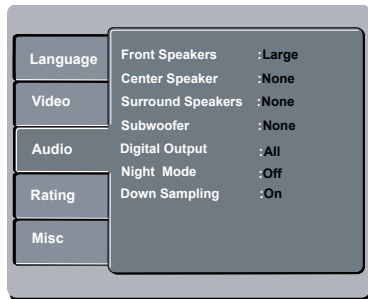 Language
Video
Audio
Rating
Misc
Front Speakers :Large
Center Speaker :None
Surround Speakers :None
Subwoofer :None
Digital Output :All
Night Mode :Off
Down Sampling :On